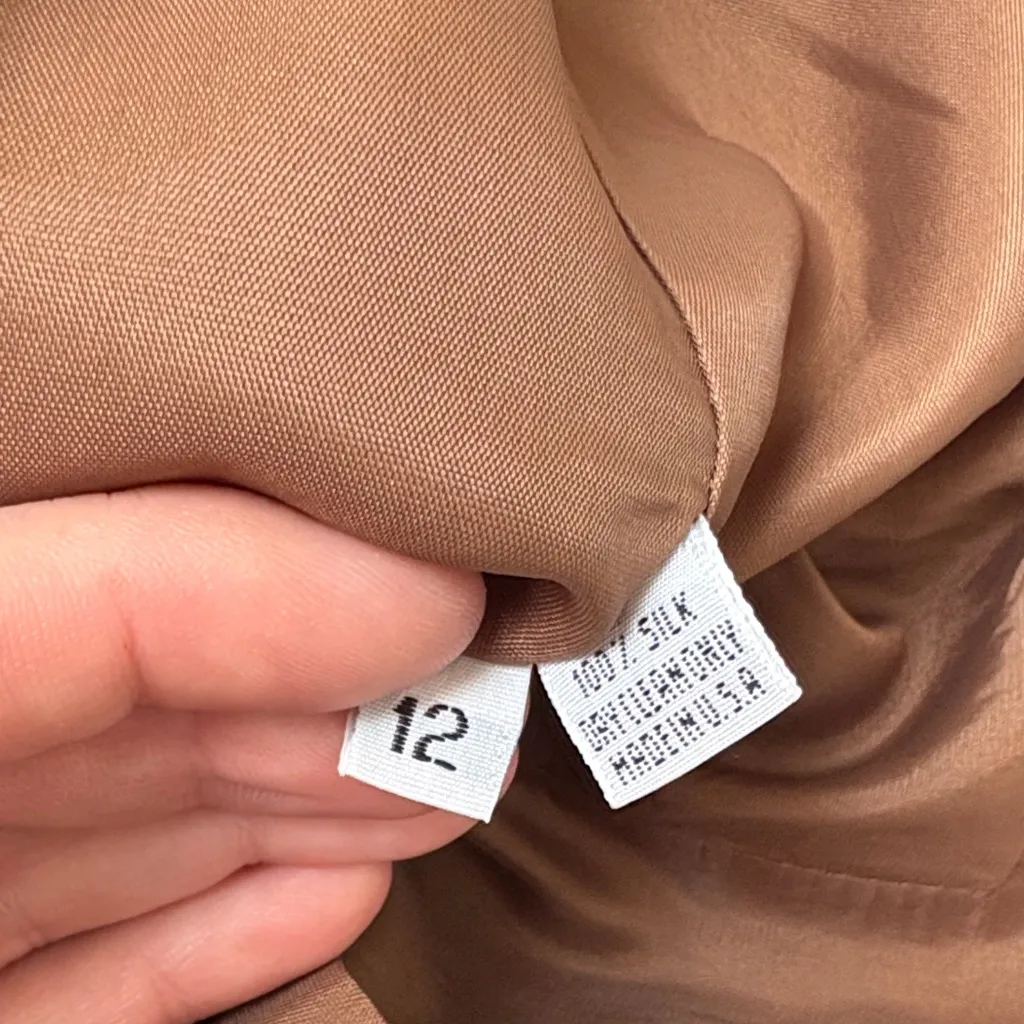 12
100% SILK
DRY CLEAN ONLY
MADE IN U.S.A